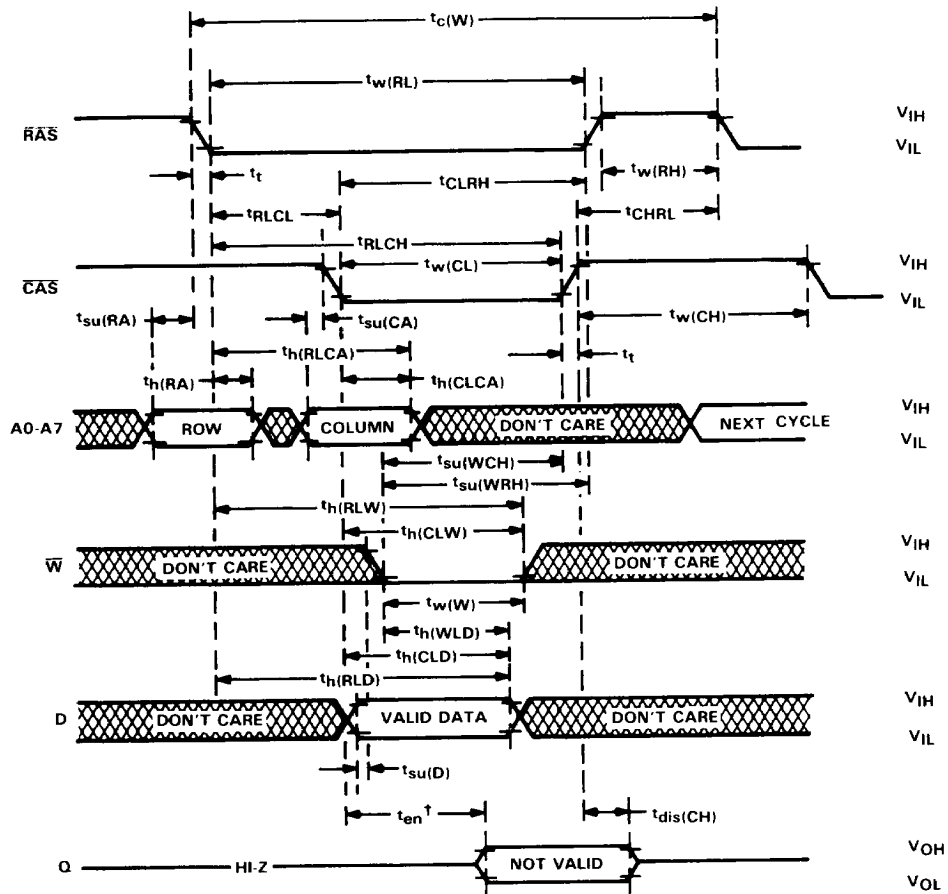 tc(W)
tw(RL)
RAS
VIH
VIL
tt
tCLRH
tw(RH)
tRLCL
tCHRL
tRLCH
CAS
tw(CL)
VIH
VIL
tsu(RA)
tsu(CA)
tw(CH)
th(RLCA)
tt
th(RA)
th(CLCA)
A0-A7
ROW
COLUMN
DON'T CARE
NEXT CYCLE
VIH
VIL
tsu(WCH)
tsu(WRH)
th(RLW)
th(CLW)
W
DON'T CARE
DON'T CARE
VIH
VIL
tw(W)
th(WLD)
th(CLD)
th(RLD)
D
DON'T CARE
VALID DATA
DON'T CARE
VIH
VIL
tsu(D)
ten†
tdis(CH)
Q
HI-Z
NOT VALID
VOH
VOL